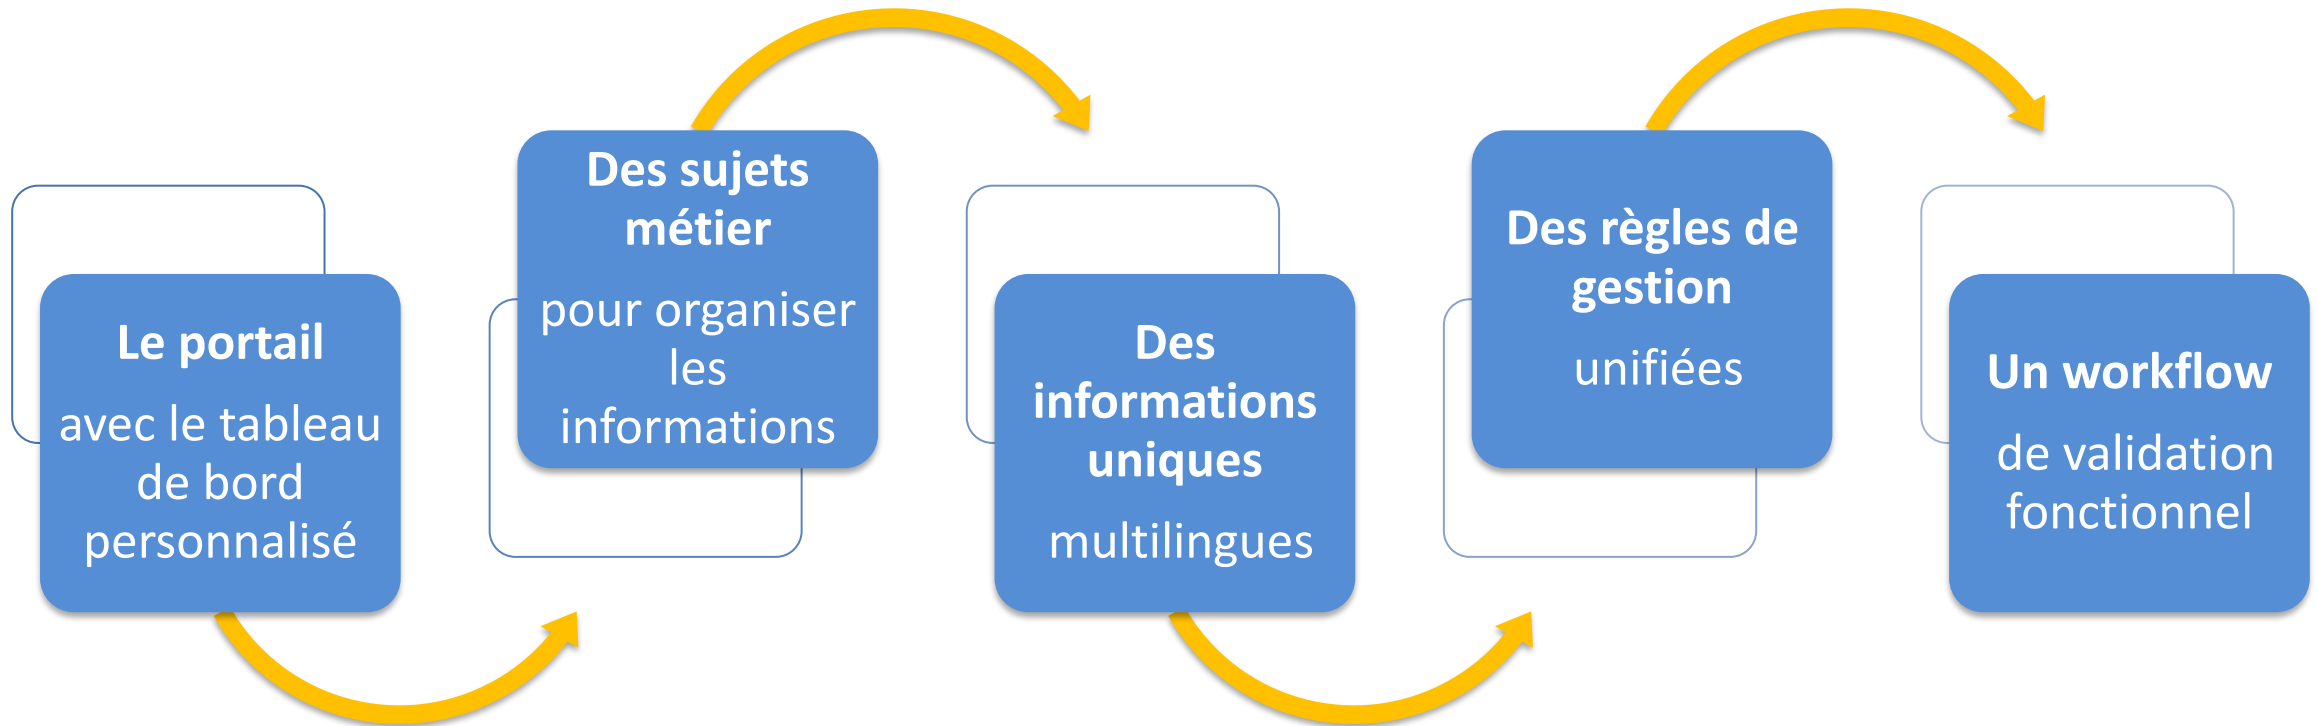 Le portail
avec le tableau
de bord
personnalisé
Des sujets
métier
pour organiser
les
informations
Des
informations
uniques
multilingues
Des règles de
gestion
unifiées
Un workflow
de validation
fonctionnel